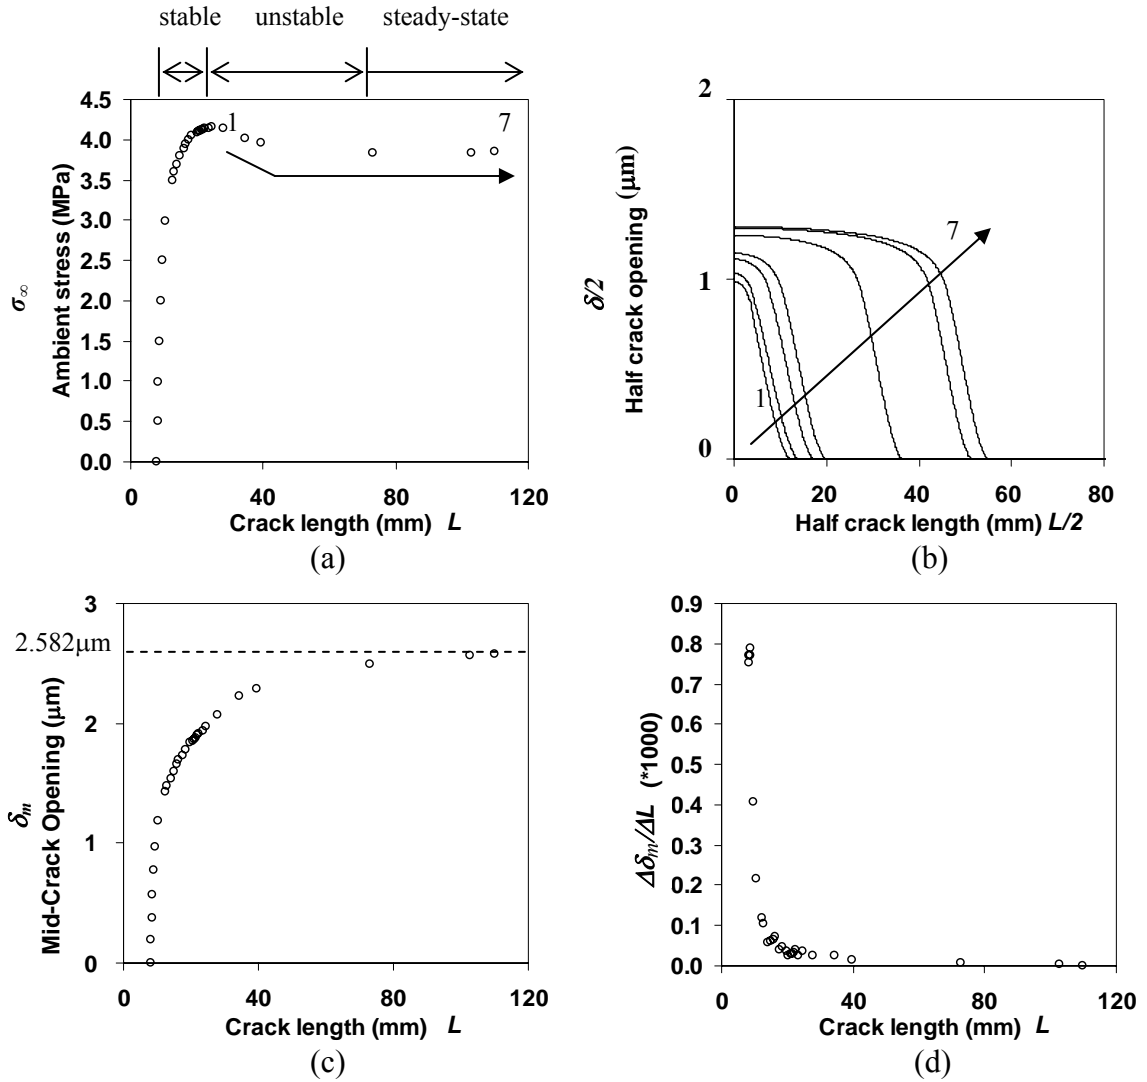 stable unstable steady-state
4.5
4.0
3.5
3.0
2.5
2.0
1.5
1.0
0.5
0.0
σ∞
Ambient stress (MPa)
1
7
0 40 80 120
Crack length (mm) L
(a)
2
1
0
δ/2
Half crack opening (μm)
7
1
0 20 40 60 80
Half crack length (mm) L/2
(b)
3
2.582μm
2
1
0
δm
Mid-Crack Opening (μm)
0 40 80 120
Crack length (mm) L
(c)
0.9
0.8
0.7
0.6
0.5
0.4
0.3
0.2
0.1
0.0
Δδm/ΔL (*1000)
0 40 80 120
Crack length (mm) L
(d)